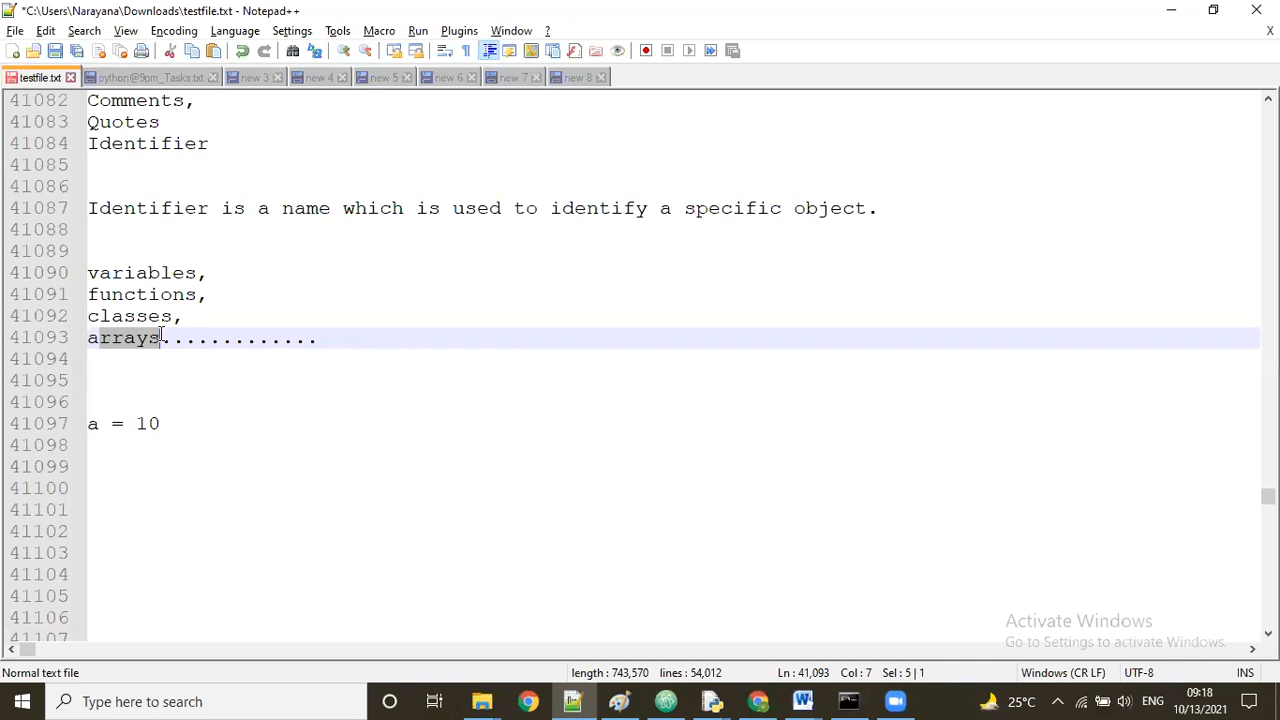 *C:\Users\Narayana\Downloads\testfile.txt - Notepad++
File Edit Search View Encoding Language Settings Tools Macro Run Plugins Window ?
X
testfile.txt python@9pm_Tasks.txt new 3 new 4 new 5 new 6 new 7 new 8
41082 Comments,
41083 Quotes
41084 Identifier
41085
41086
41087 Identifier is a name which is used to identify a specific object.
41088
41089
41090 variables,
41091 functions,
41092 classes,
41093 arrays.............
41094
41095
41096
41097 a = 10
41098
41099
41100
41101
41102
41103
41104
41105
41106
41107
Activate Windows
Go to Settings to activate Windows.
Normal text file length : 743,570 lines : 54,012 Ln : 41,093 Col : 7 Sel : 5 | 1 Windows (CR LF) UTF-8 INS
Type here to search 25°C ENG 09:18
10/13/2021